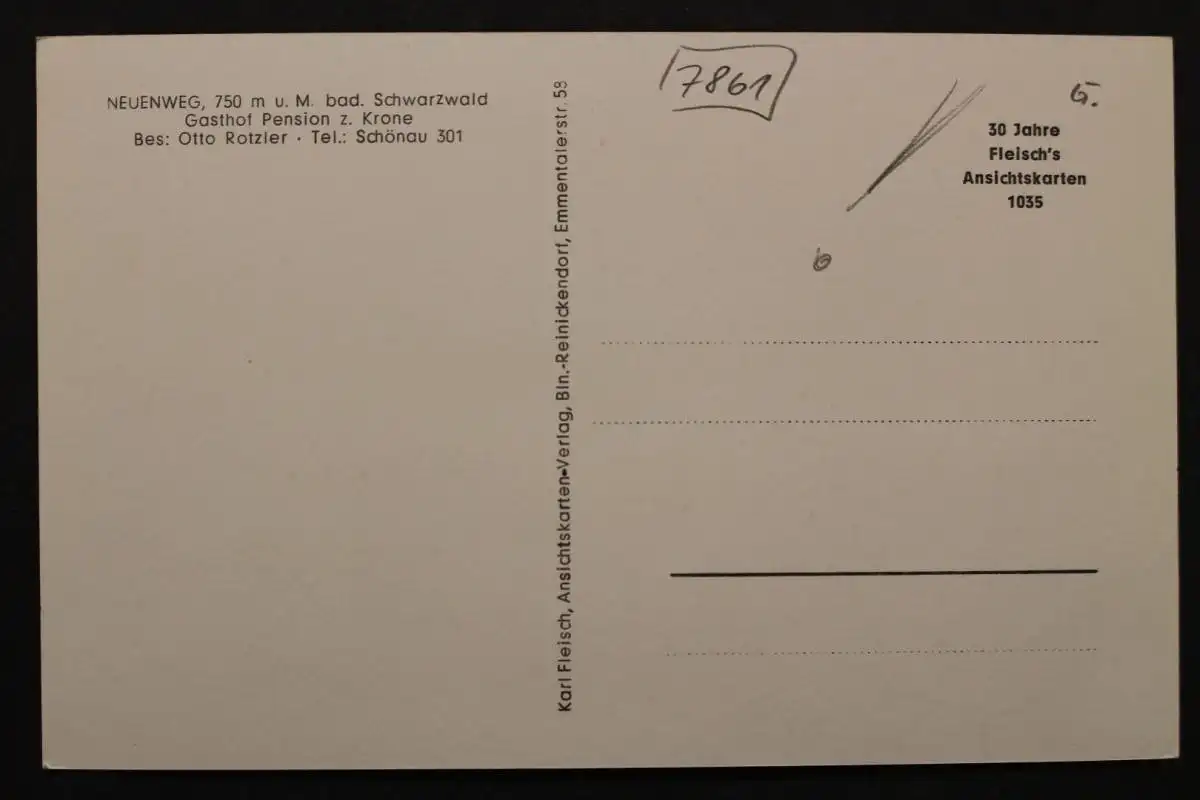 NEUENWEG, 750 m u. M. bad. Schwarzwald
Gasthof Pension z. Krone
Bes: Otto Rotzler · Tel.: Schönau 301
Karl Fleisch, Ansichtskarten-Verlag, Bln.-Reinickendorf, Emmentalerstr. 58
7861
G.
30 Jahre
Fleisch's
Ansichtskarten
1035
6